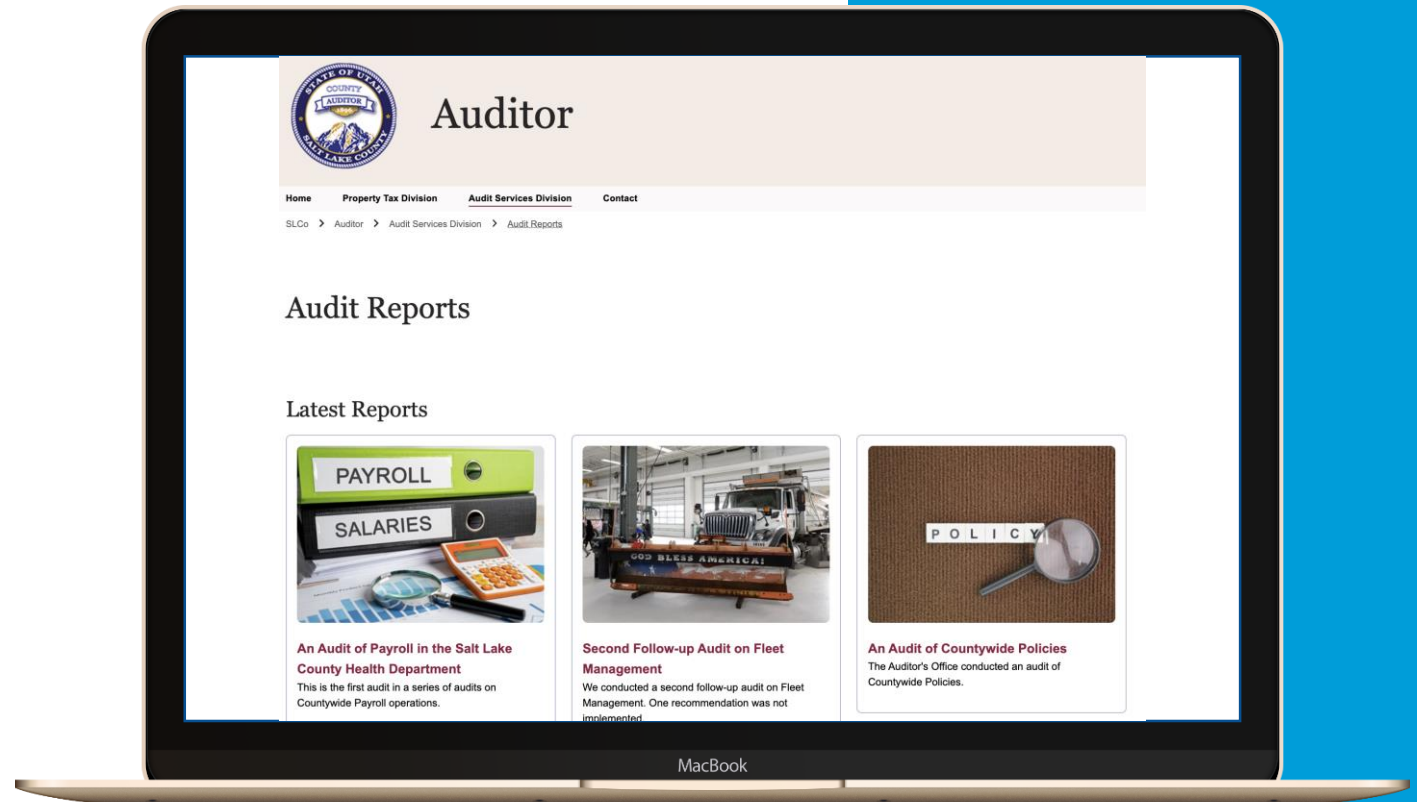 STATE OF UTAH
COUNTY
AUDITOR
1896
SALT LAKE COUNTY
Auditor
Home Property Tax Division Audit Services Division Contact
SLCo > Auditor > Audit Services Division > Audit Reports
Audit Reports
Latest Reports
PAYROLL
SALARIES
GOD BLESS AMERICA!
POLICY
An Audit of Payroll in the Salt Lake
County Health Department
This is the first audit in a series of audits on
Countywide Payroll operations.
Second Follow-up Audit on Fleet
Management
We conducted a second follow-up audit on Fleet
Management. One recommendation was not
implemented
An Audit of Countywide Policies
The Auditor's Office conducted an audit of
Countywide Policies.
MacBook